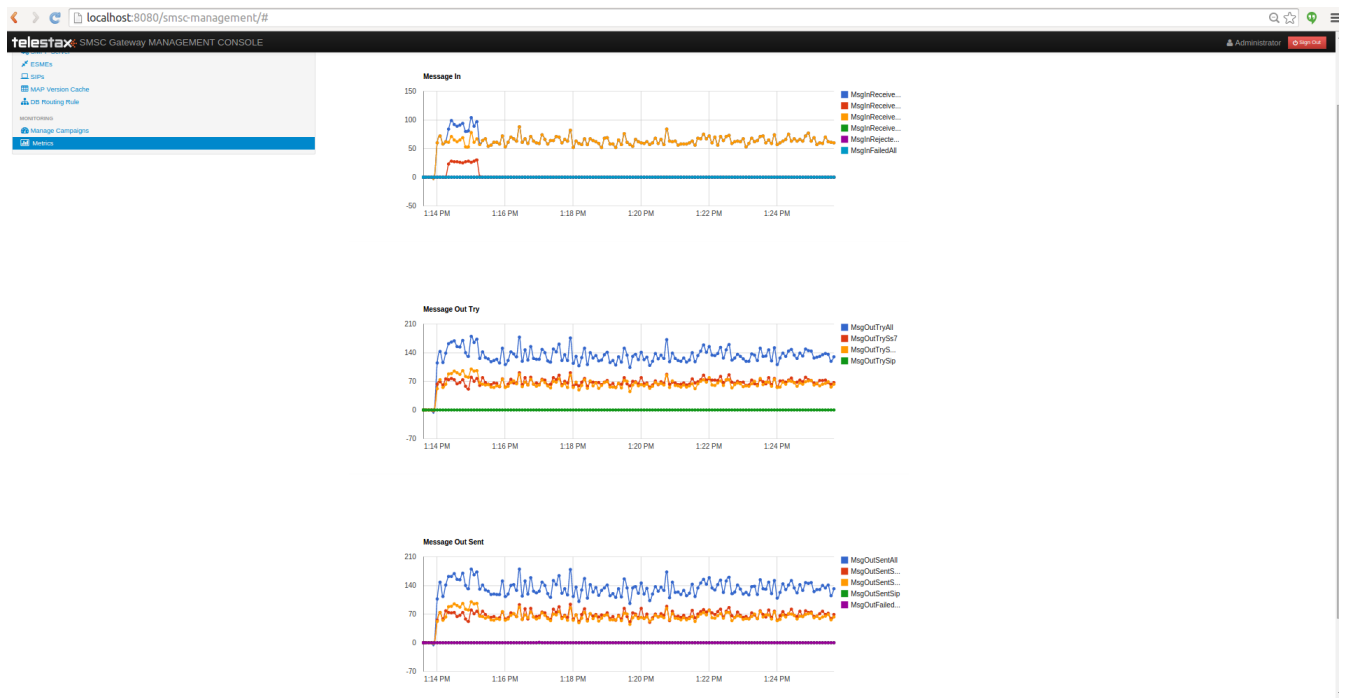 localhost:8080/smsc-management/#
telestax SMSC Gateway MANAGEMENT CONSOLE
Administrator
Sign Out
ESMEs
SIPs
MAP Version Cache
DB Routing Rule
MONITORING
Manage Campaigns
Metrics
Message In
150
100
50
0
-50
1:14 PM 1:16 PM 1:18 PM 1:20 PM 1:22 PM 1:24 PM
MsgInReceive...
MsgInReceive...
MsgInReceive...
MsgInReceive...
MsgInRejecte...
MsgInFailedAll
Message Out Try
210
140
70
0
-70
1:14 PM 1:16 PM 1:18 PM 1:20 PM 1:22 PM 1:24 PM
MsgOutTryAll
MsgOutTrySs7
MsgOutTryS...
MsgOutTrySip
Message Out Sent
210
140
70
0
-70
1:14 PM 1:16 PM 1:18 PM 1:20 PM 1:22 PM 1:24 PM
MsgOutSentAll
MsgOutSentS...
MsgOutSentS...
MsgOutSentSip
MsgOutFailed...